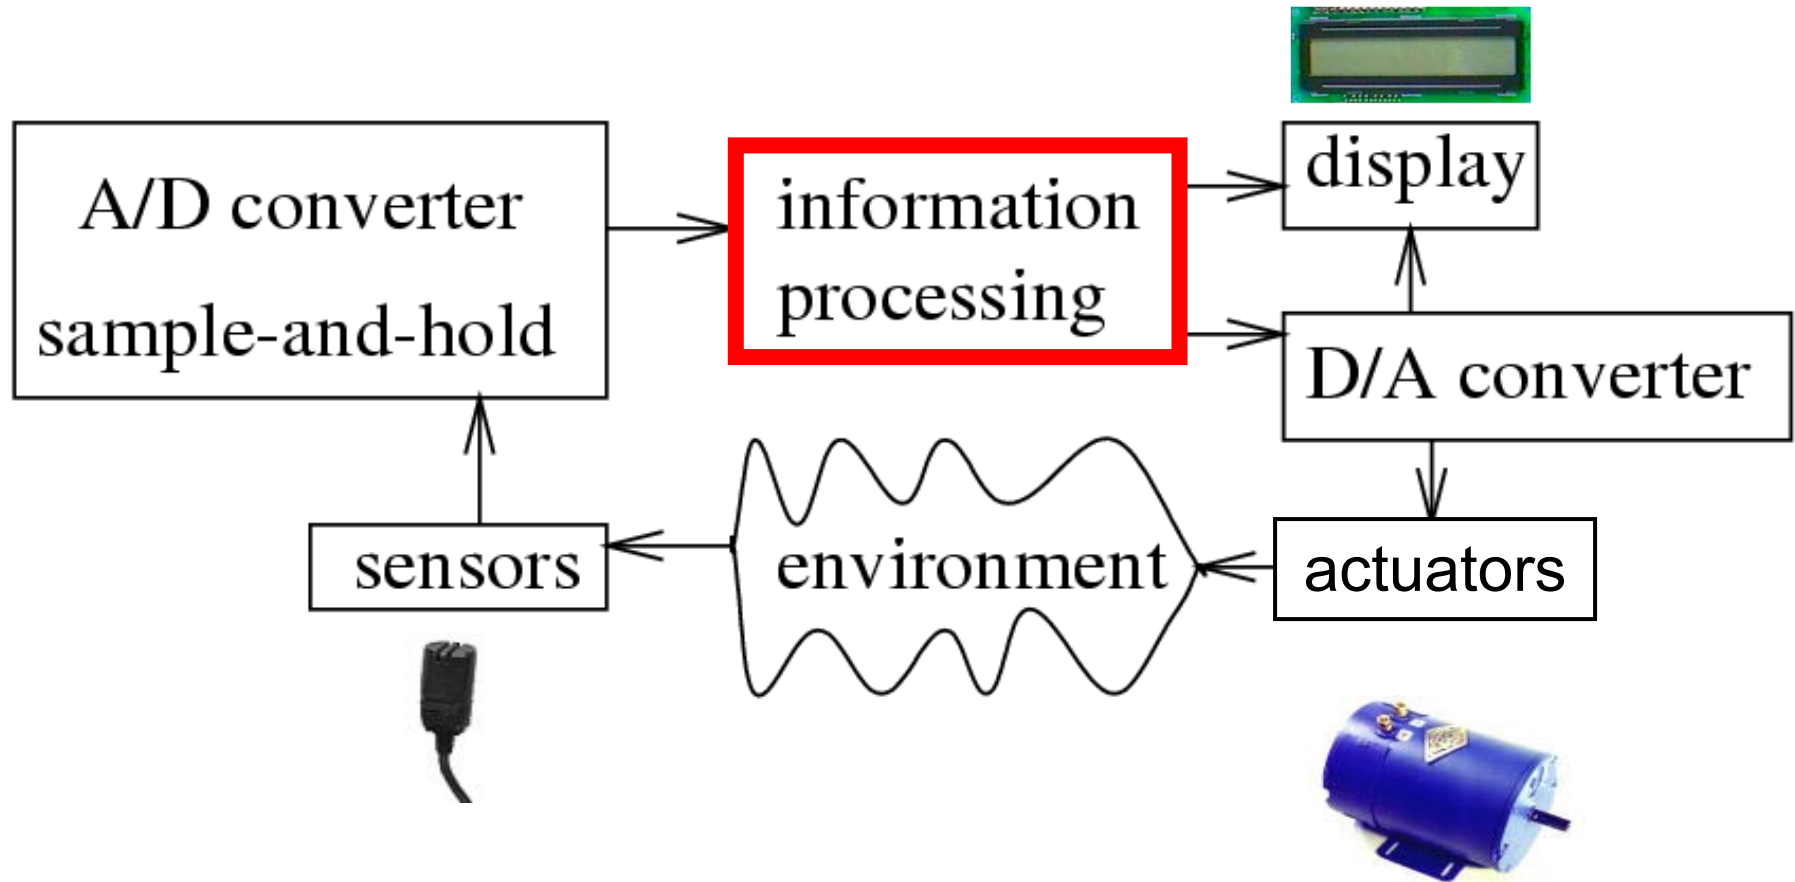 A/D converter
sample-and-hold
information
processing
display
D/A converter
sensors
environment
actuators